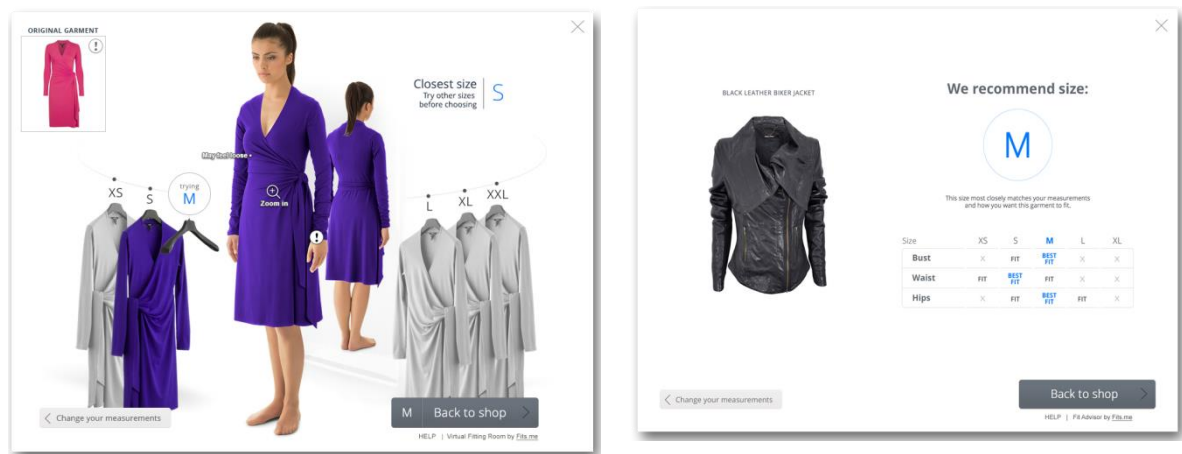 ORIGINAL GARMENT
!
Closest size
Try other sizes
before choosing
S
May feel loose
XS
S
trying
M
Zoom in
!
L
XL
XXL
Change your measurements
M Back to shop
HELP | Virtual Fitting Room by Fits.me
BLACK LEATHER BIKER JACKET
We recommend size:
M
This size most closely matches your measurements
and how you want this garment to fit.
Size XS S M L XL
Bust X FIT BEST FIT X X
Waist FIT BEST FIT FIT X X
Hips X FIT BEST FIT FIT X
Change your measurements
Back to shop
HELP | Fit Advisor by Fits.me